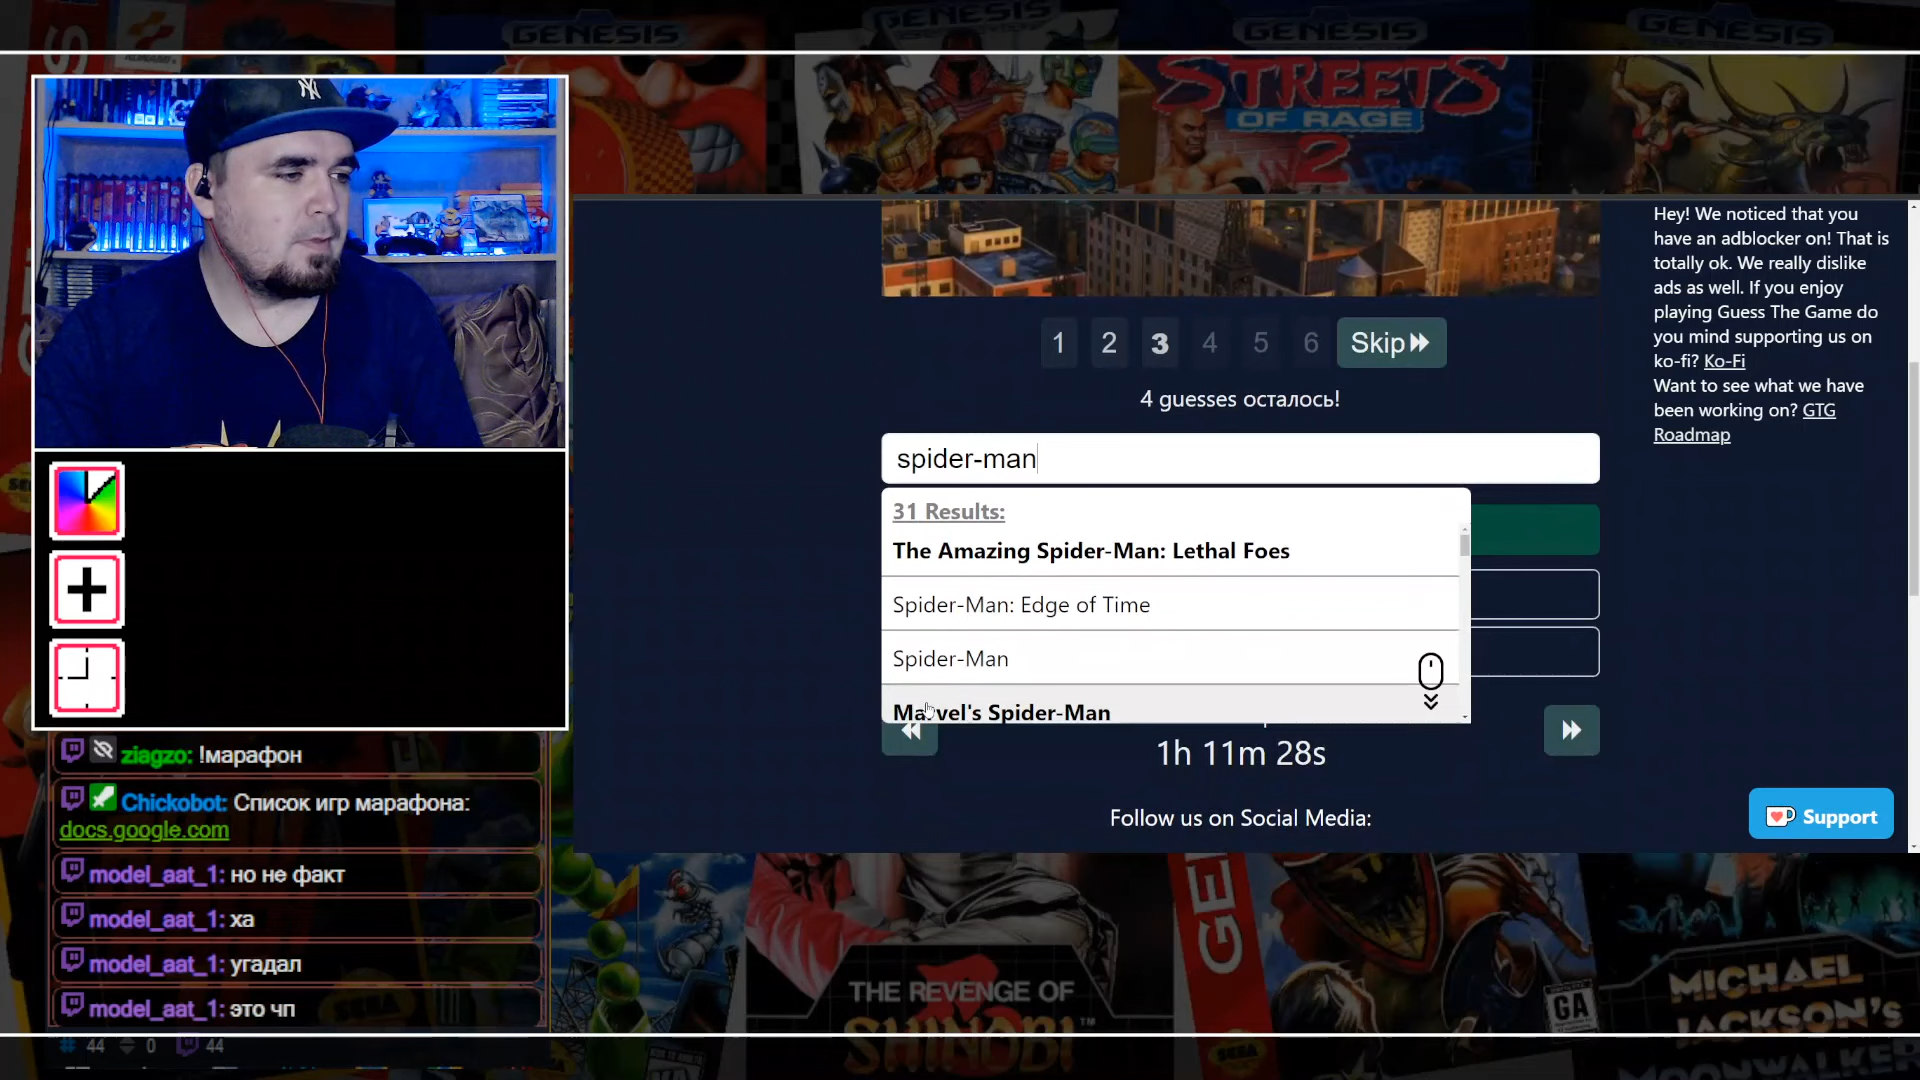 GENESIS
GENESIS
GENESIS
GENESIS
KONAMI
STREETS
OF RAGE
2
NY
Hey! We noticed that you
have an adblocker on! That is
totally ok. We really dislike
ads as well. If you enjoy
playing Guess The Game do
you mind supporting us on
ko-fi? Ko-Fi
Want to see what we have
been working on? GTG
Roadmap
1 2 3 4 5 6 Skip
4 guesses осталось!
spider-man
31 Results:
The Amazing Spider-Man: Lethal Foes
Spider-Man: Edge of Time
Spider-Man
Marvel's Spider-Man
1h 11m 28s
Follow us on Social Media:
Support
ziagzo: !марафон
Chickobot: Список игр марафона:
docs.google.com
model_aat_1: но не факт
model_aat_1: ха
model_aat_1: угадал
model_aat_1: это чп
44 0 44
THE REVENGE OF
SHINOBI™
GA
MICHAEL
JACKSON'S
MOONWALKER